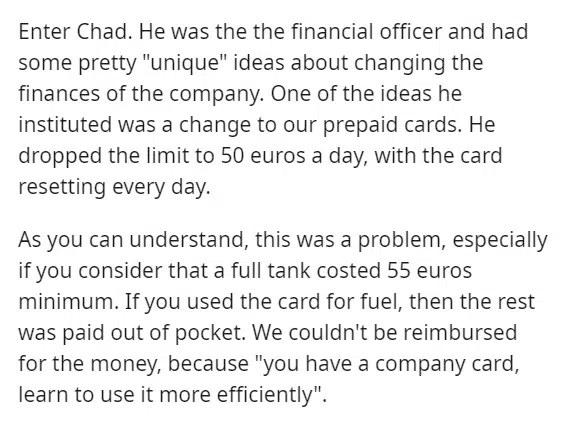 Enter Chad. He was the the financial officer and had
some pretty "unique" ideas about changing the
finances of the company. One of the ideas he
instituted was a change to our prepaid cards. He
dropped the limit to 50 euros a day, with the card
resetting every day.
As you can understand, this was a problem, especially
if you consider that a full tank costed 55 euros
minimum. If you used the card for fuel, then the rest
was paid out of pocket. We couldn't be reimbursed
for the money, because "you have a company card,
learn to use it more efficiently".